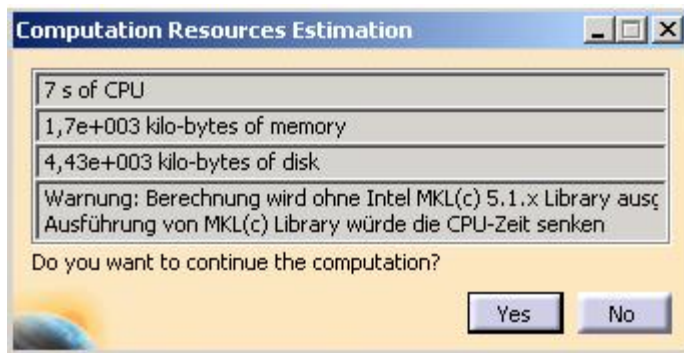 Computation Resources Estimation
7 s of CPU
1,7e+003 kilo-bytes of memory
4,43e+003 kilo-bytes of disk
Warnung: Berechnung wird ohne Intel MKL(c) 5.1.x Library
Ausführung von MKL(c) Library würde die CPU-Zeit senken
Do you want to continue the computation?
Yes No